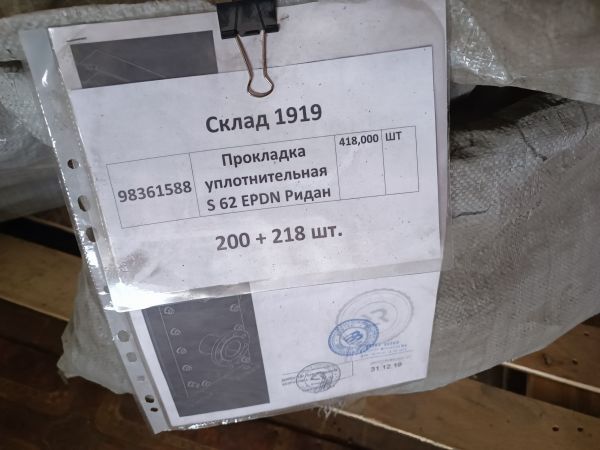 Склад 1919
98361588
Прокладка
уплотнительная
S 62 EPDN Ридан
418,000
ШТ
200 + 218 шт.
31.12.19